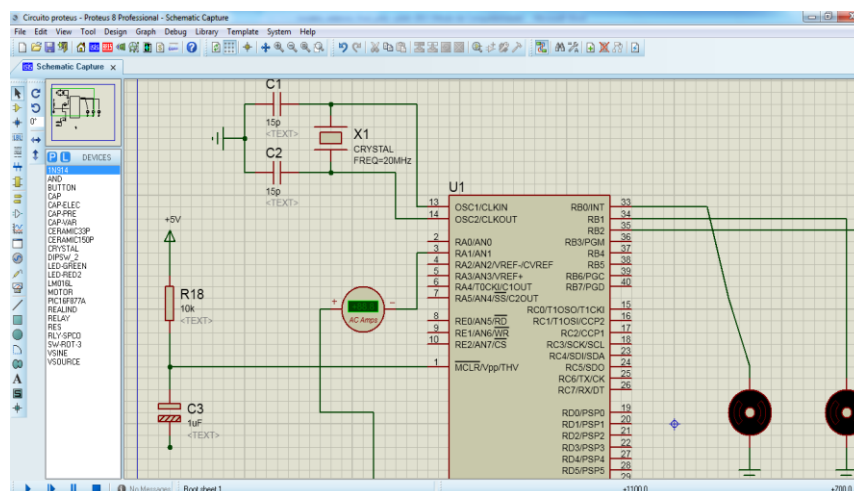 Circuito proteus - Proteus 8 Professional - Schematic Capture
File Edit View Tool Design Graph Debug Library Template System Help
Schematic Capture
DEVICES
1N914
AND
BUTTON
CAP
CAP-ELEC
CAP-PRE
CAP-VAR
CERAMIC33P
CERAMIC150P
CRYSTAL
DIPSW_2
LED-GREEN
LED-RED2
LM016L
MOTOR
PIC16F877A
REALIND
RELAY
RES
RLY-SPCO
SW-ROT-3
VSINE
VSOURCE
C1
15p
<TEXT>
X1
CRYSTAL
FREQ=20MHz
C2
15p
<TEXT>
+5V
R18
10k
<TEXT>
C3
1uF
<TEXT>
+
-
AC Amps
U1
13 OSC1/CLKIN RB0/INT 33
14 OSC2/CLKOUT RB1 34
RB2 35
2 RA0/AN0 RB3/PGM 36
3 RA1/AN1 RB4 37
4 RA2/AN2/VREF-/CVREF RB5 38
5 RA3/AN3/VREF+ RB6/PGC 39
6 RA4/T0CKI/C1OUT RB7/PGD 40
7 RA5/AN4/SS/C2OUT
RC0/T1OSO/T1CKI 15
8 RE0/AN5/RD RC1/T1OSI/CCP2 16
9 RE1/AN6/WR RC2/CCP1 17
10 RE2/AN7/CS RC3/SCK/SCL 18
RC4/SDI/SDA 23
1 MCLR/Vpp/THV RC5/SDO 24
RC6/TX/CK 25
RC7/RX/DT 26
RD0/PSP0 19
RD1/PSP1 20
RD2/PSP2 21
RD3/PSP3 22
RD4/PSP4 27
RD5/PSP5 28
29
No Messages Root sheet 1 +1100.0 +700.0